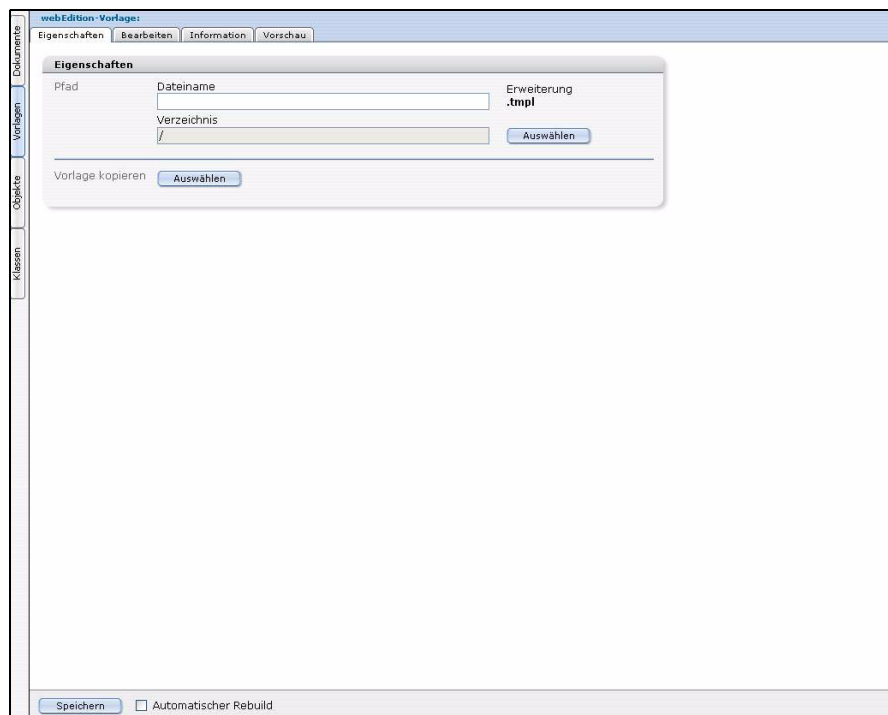 webEdition-Vorlage:
Eigenschaften Bearbeiten Information Vorschau
Dokumente
Vorlagen
Objekte
Klassen
Eigenschaften
Pfad Dateiname Erweiterung
.tmpl
Verzeichnis
/ Auswählen
Vorlage kopieren Auswählen
Speichern Automatischer Rebuild